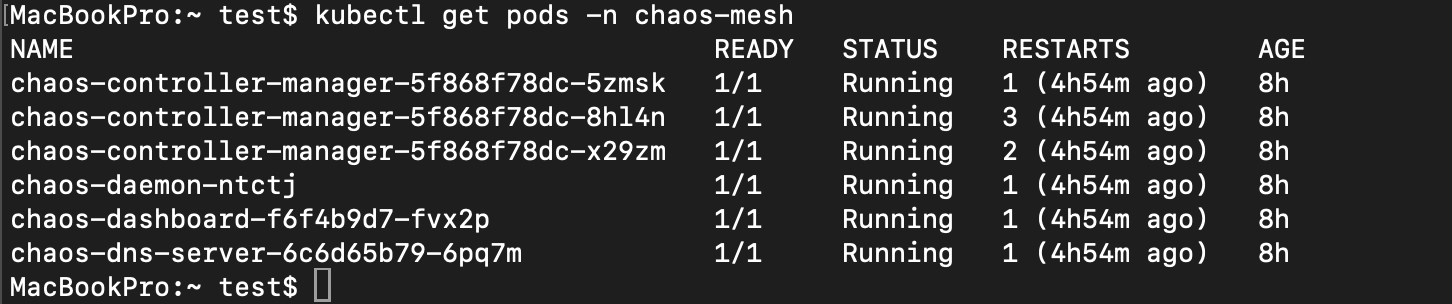 [MacBookPro:~ test$ kubectl get pods -n chaos-mesh
NAME READY STATUS RESTARTS AGE
chaos-controller-manager-5f868f78dc-5zmsk 1/1 Running 1 (4h54m ago) 8h
chaos-controller-manager-5f868f78dc-8hl4n 1/1 Running 3 (4h54m ago) 8h
chaos-controller-manager-5f868f78dc-x29zm 1/1 Running 2 (4h54m ago) 8h
chaos-daemon-ntctj 1/1 Running 1 (4h54m ago) 8h
chaos-dashboard-f6f4b9d7-fvx2p 1/1 Running 1 (4h54m ago) 8h
chaos-dns-server-6c6d65b79-6pq7m 1/1 Running 1 (4h54m ago) 8h
MacBookPro:~ test$